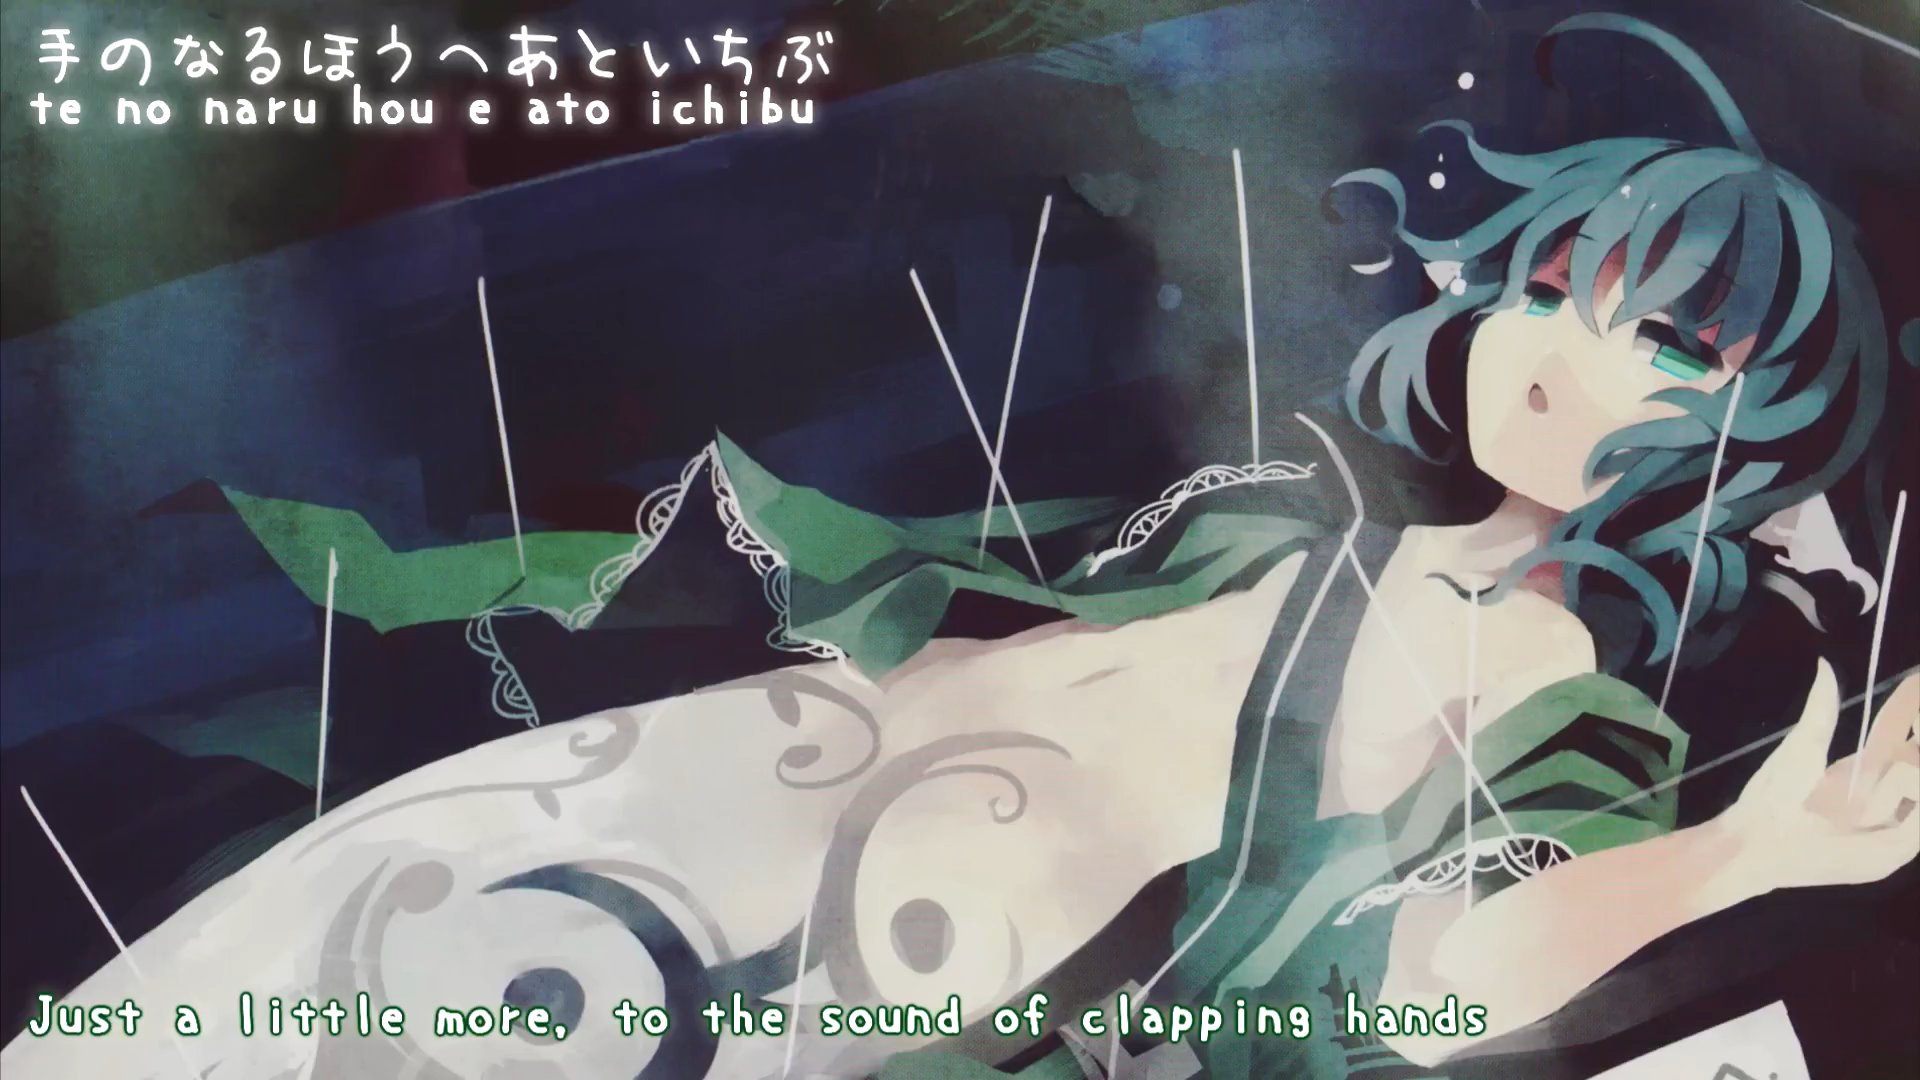 手のなるほうへあといちぶ
te no naru hou e ato ichibu
Just a little more, to the sound of clapping hands